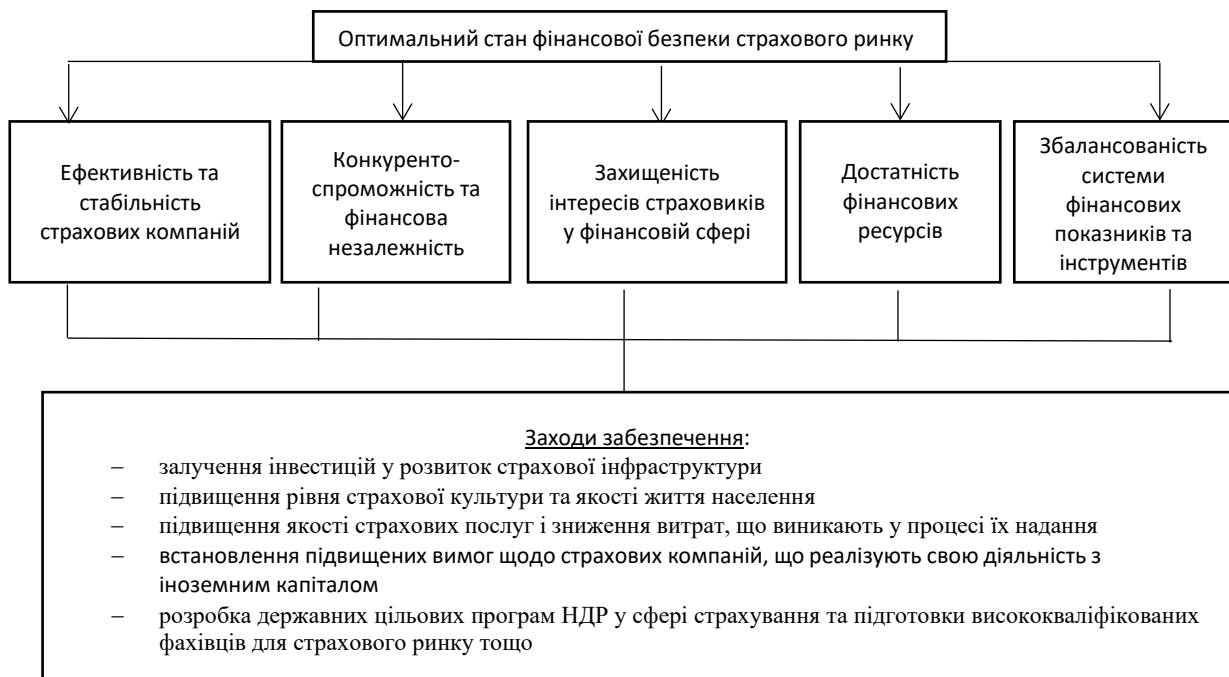 Оптимальний стан фінансової безпеки страхового ринку
Ефективність та
стабільність
страхових компаній
Конкуренто-
спроможність та
фінансова
незалежність
Захищеність
інтересів страховиків
у фінансовій сфері
Достатність
фінансових
ресурсів
Збалансованість
системи
фінансових
показників та
інструментів
Заходи забезпечення:
– залучення інвестицій у розвиток страхової інфраструктури
– підвищення рівня страхової культури та якості життя населення
– підвищення якості страхових послуг і зниження витрат, що виникають у процесі їх надання
– встановлення підвищених вимог щодо страхових компаній, що реалізують свою діяльність з
іноземним капіталом
– розробка державних цільових програм НДР у сфері страхування та підготовки висококваліфікованих
фахівців для страхового ринку тощо